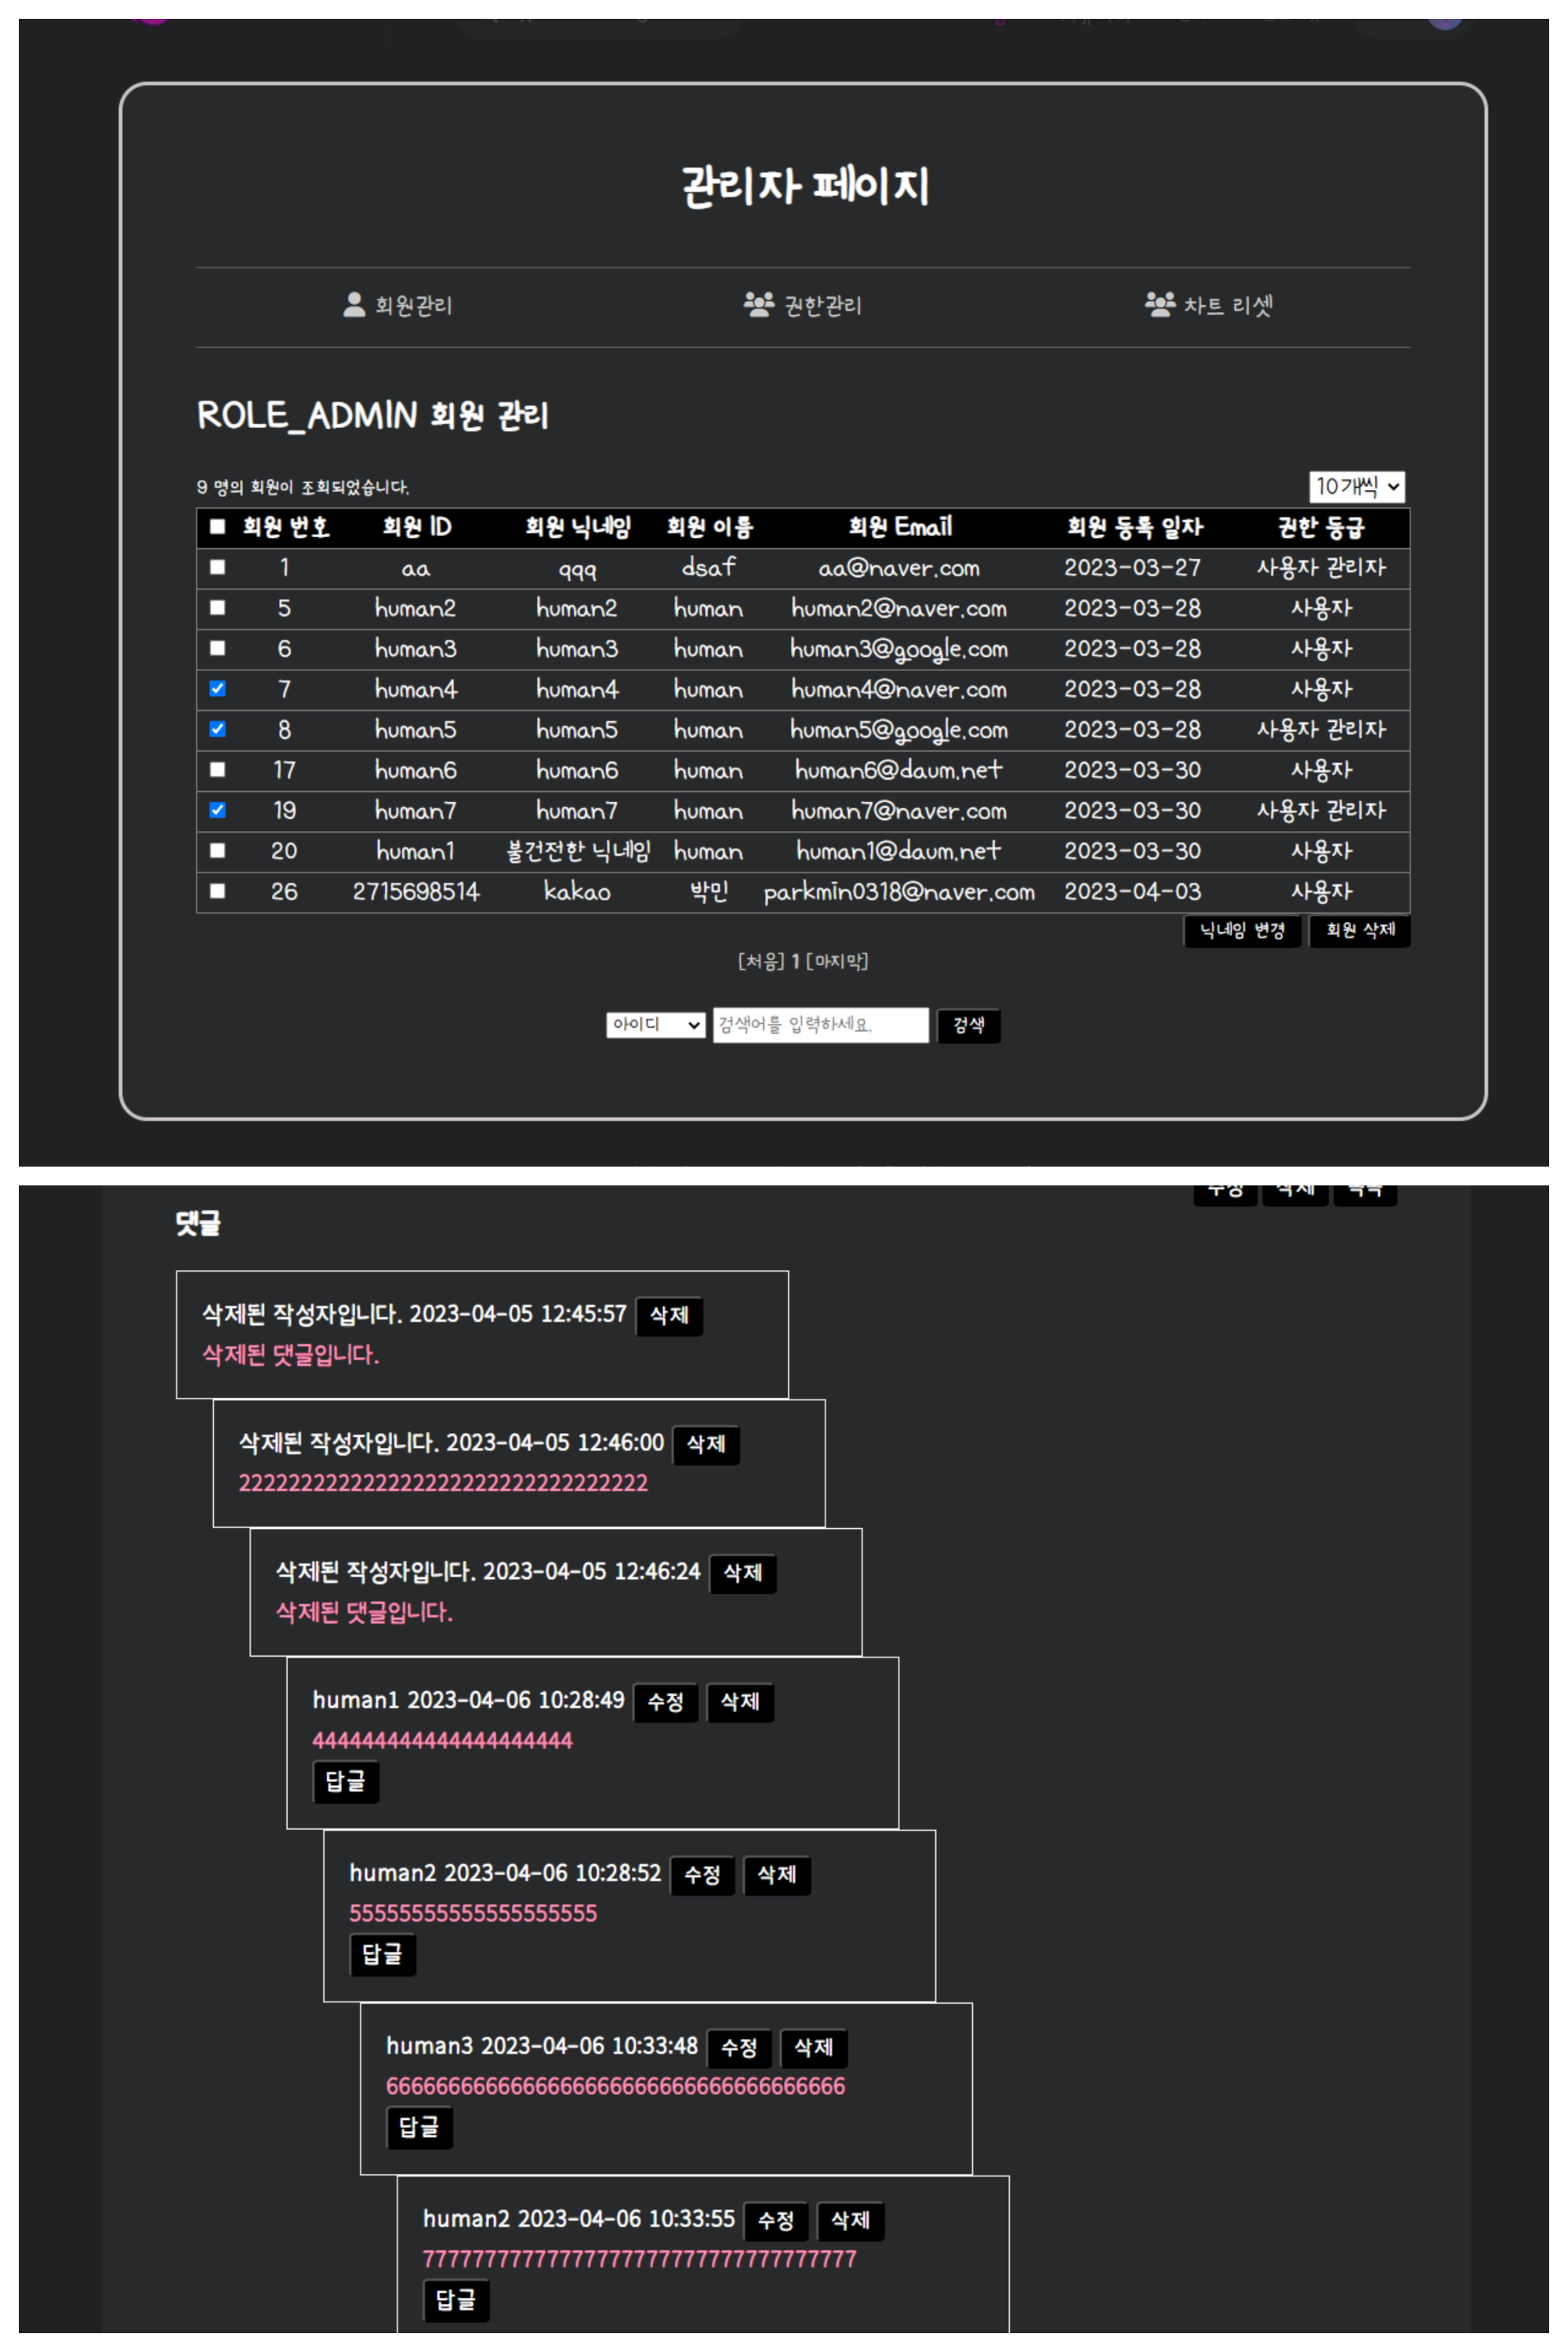 관리자 페이지
회원관리 권한관리 차트 리셋
ROLE_ADMIN 회원 관리
9 명의 회원이 조회되었습니다. 10개씩
회원 번호 회원 ID 회원 닉네임 회원 이름 회원 Email 회원 등록 일자 권한 등급
1 aa qqq dsaf aa@naver.com 2023-03-27 사용자 관리자
5 human2 human2 human human2@naver.com 2023-03-28 사용자
6 human3 human3 human human3@google.com 2023-03-28 사용자
7 human4 human4 human human4@naver.com 2023-03-28 사용자
8 human5 human5 human human5@google.com 2023-03-28 사용자 관리자
17 human6 human6 human human6@daum.net 2023-03-30 사용자
19 human7 human7 human human7@naver.com 2023-03-30 사용자 관리자
20 human1 불건전한 닉네임 human human1@daum.net 2023-03-30 사용자
26 2715698514 kakao 박민 parkmin0318@naver.com 2023-04-03 사용자
닉네임 변경 회원 삭제
[처음] 1 [마지막]
아이디 검색어를 입력하세요. 검색
수정 삭제 목록
댓글
삭제된 작성자입니다. 2023-04-05 12:45:57 삭제
삭제된 댓글입니다.
삭제된 작성자입니다. 2023-04-05 12:46:00 삭제
222222222222222222222222222222222
삭제된 작성자입니다. 2023-04-05 12:46:24 삭제
삭제된 댓글입니다.
human1 2023-04-06 10:28:49 수정 삭제
444444444444444444444
답글
human2 2023-04-06 10:28:52 수정 삭제
55555555555555555555
답글
human3 2023-04-06 10:33:48 수정 삭제
6666666666666666666666666666666666666
답글
human2 2023-04-06 10:33:55 수정 삭제
77777777777777777777777777777777777
답글